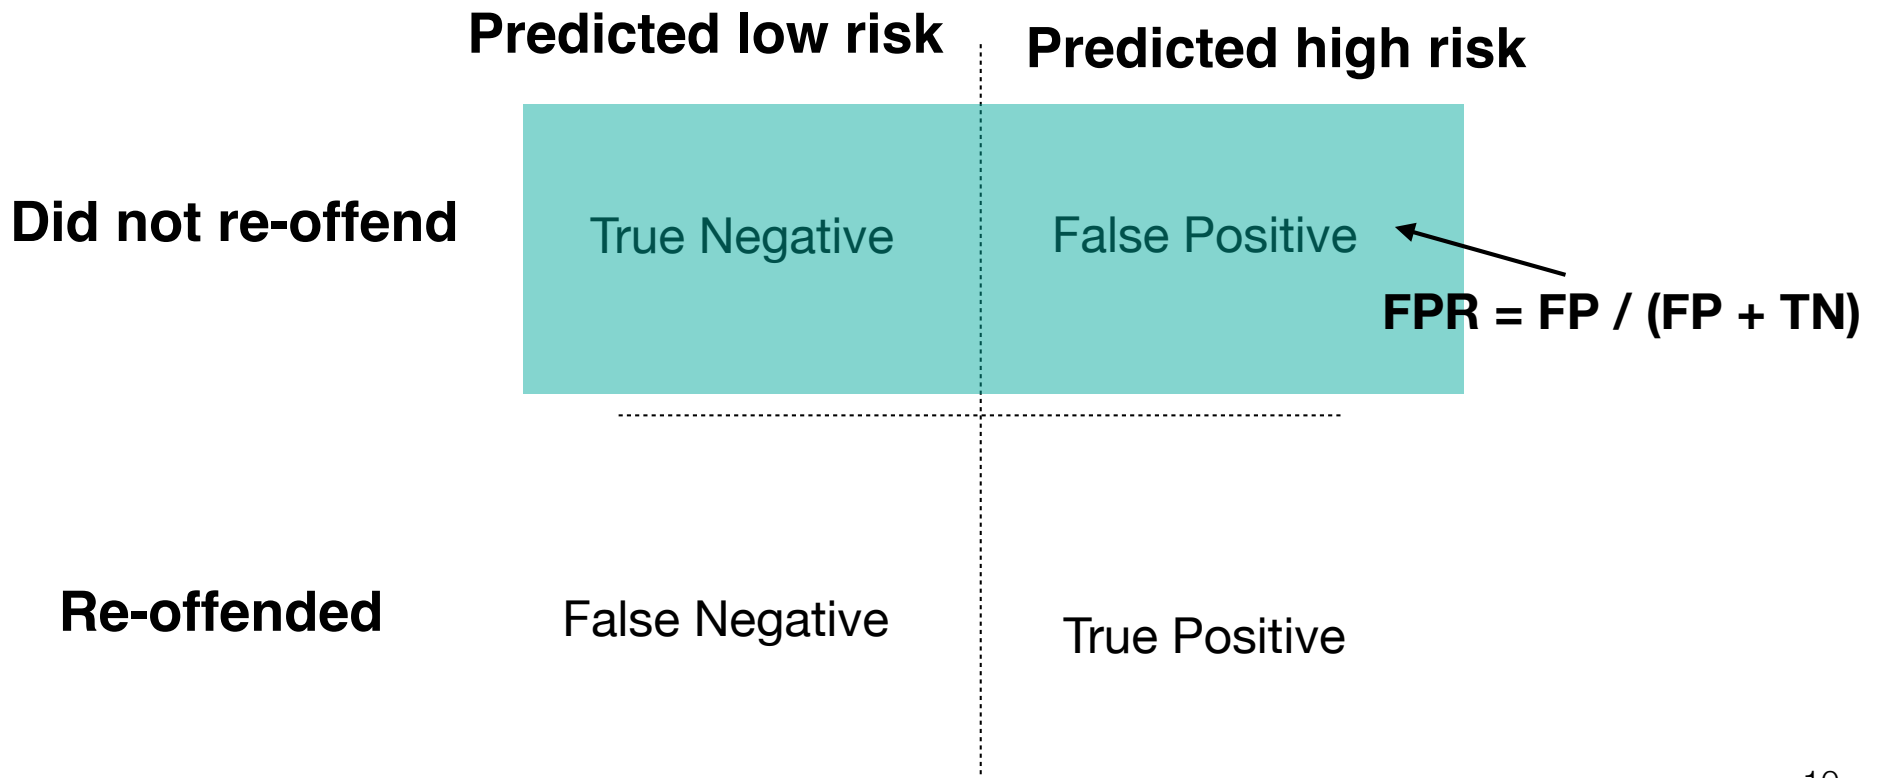 Predicted low risk
Predicted high risk
Did not re-offend
True Negative
False Positive
FPR = FP / (FP + TN)
Re-offended
False Negative
True Positive